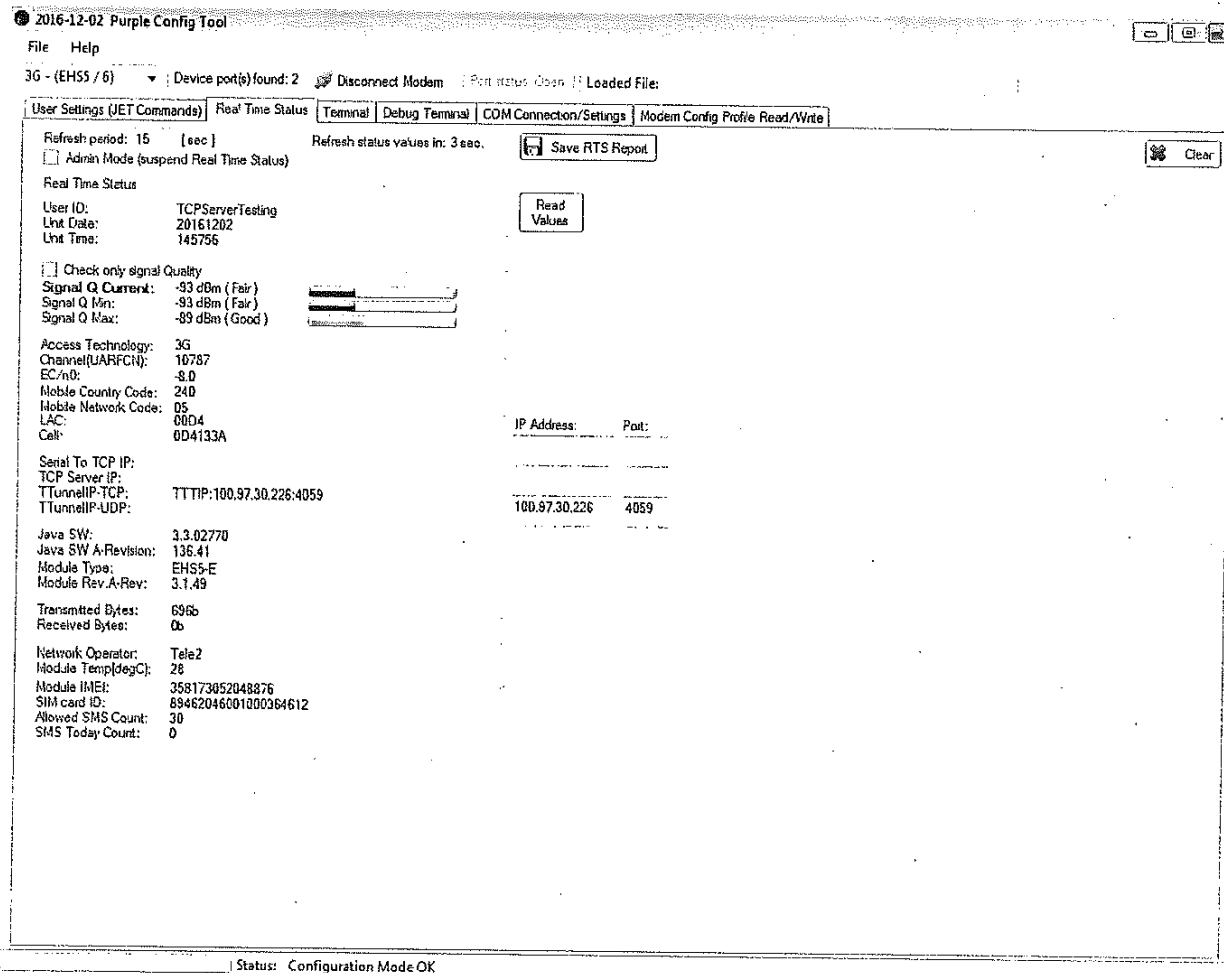 2016-12-02 Purple Config Tool
File Help
3G - (EHS5 / 6) Device port(s) found: 2 Disconnect Modem Port status Open Loaded File:
User Settings (UET Commands) Real Time Status Terminal Debug Terminal COM Connection/Settings Modem Config Profile Read/Write
Refresh period: 15 [sec] Refresh status values in: 3 sec. Save RTS Report Clear
Admin Mode (suspend Real Time Status)
Real Time Status
User ID: TCPServerTesting Read Values
Unit Date: 20161202
Unit Time: 145756
Check only signal Quality
Signal Q Current: -93 dBm ( Fair )
Signal Q Min: -93 dBm ( Fair )
Signal Q Max: -89 dBm ( Good )
Access Technology: 3G
Channel(UARFCN): 10787
EC/n0: -8.0
Mobile Country Code: 240
Mobile Network Code: 05
LAC: 00D4 IP Address: Port:
Cell: 0D4133A
Serial To TCP IP:
TCP Server IP:
TTunnelIP-TCP: TTTIP:100.97.30.226:4059
TTunnelIP-UDP: 100.97.30.226 4059
Java SW: 3.3.02770
Java SW A-Revision: 136.41
Module Type: EHS5-E
Module Rev.A-Rev: 3.1.49
Transmitted Bytes: 696b
Received Bytes: 0b
Network Operator: Tele2
Module Temp[degC]: 28
Module IMEI: 358173052048876
SIM card ID: 89462046001000364612
Allowed SMS Count: 30
SMS Today Count: 0
Status: Configuration Mode OK